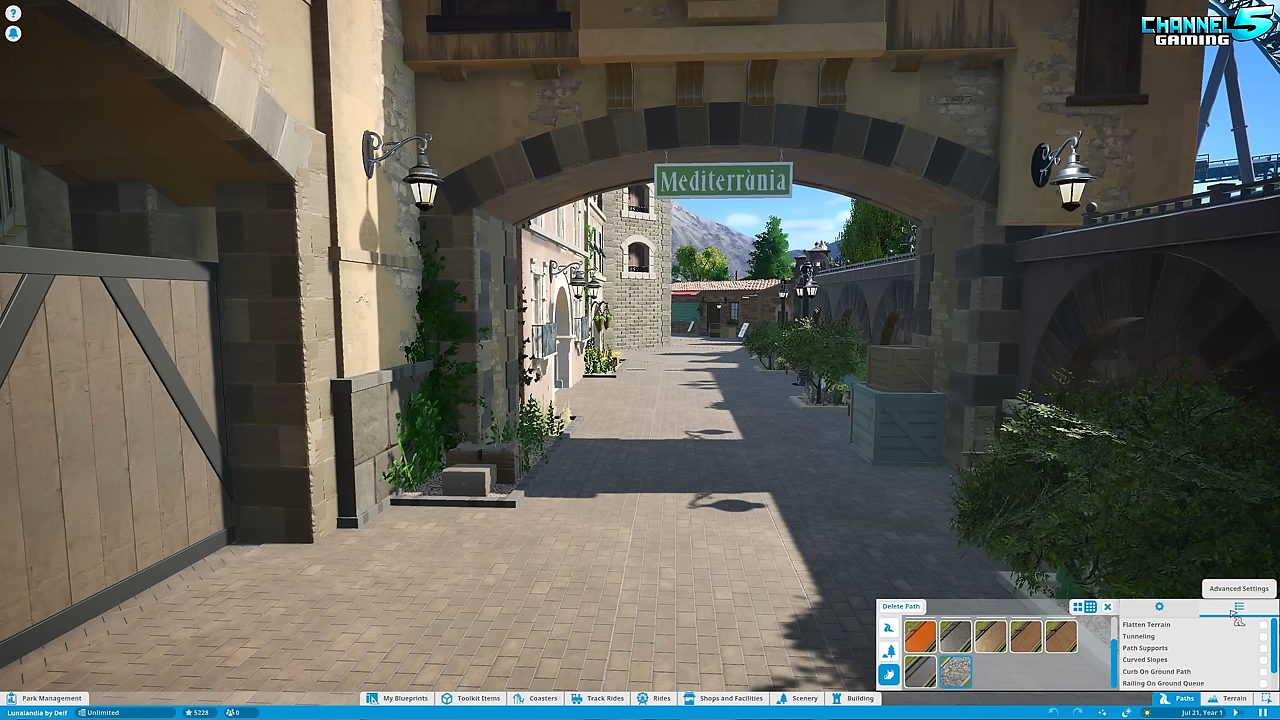 ?
CHANNEL 5
GAMING
Mediterrània
Advanced Settings
Delete Path
Flatten Terrain
Tunneling
Path Supports
Curved Slopes
Curb On Ground Path
Railing On Ground Queue
Park Management
My Blueprints
Toolkit Items
Coasters
Track Rides
Rides
Shops and Facilities
Scenery
Building
Paths
Terrain
Lunalandia by Deif
Unlimited
5228
0
Jul 21, Year 1